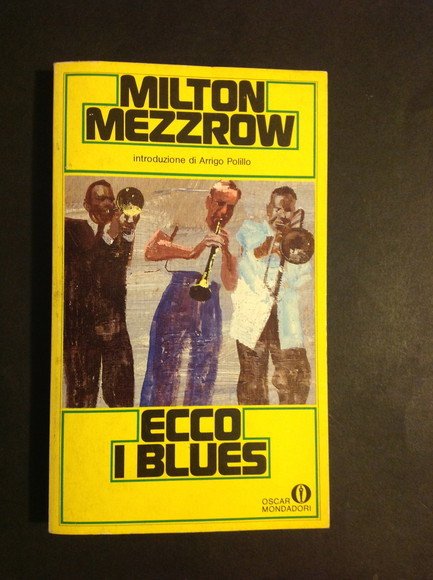 MILTON
MEZZROW
introduzione di Arrigo Polillo
ECCO
I BLUES
OSCAR
MONDADORI